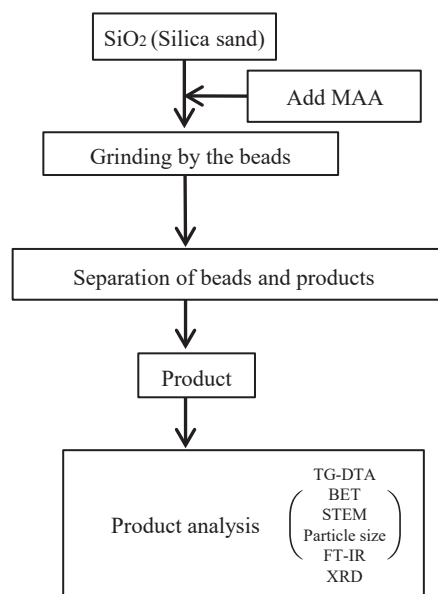 SiO₂ (Silica sand)
Add MAA
Grinding by the beads
Separation of beads and products
Product
Product analysis
TG-DTA
BET
STEM
Particle size
FT-IR
XRD